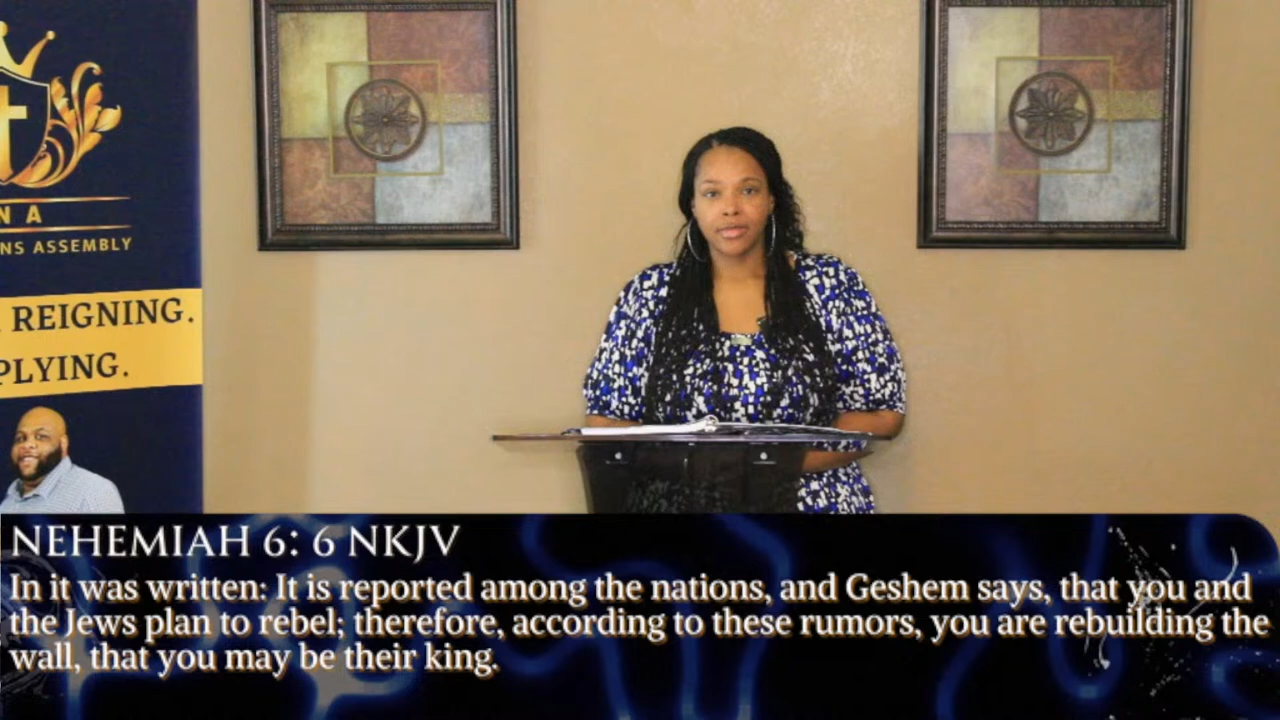 N A
NS ASSEMBLY
REIGNING.
PLYING.
NEHEMIAH 6: 6 NKJV
In it was written: It is reported among the nations, and Geshem says, that you and
the Jews plan to rebel; therefore, according to these rumors, you are rebuilding the
wall, that you may be their king.